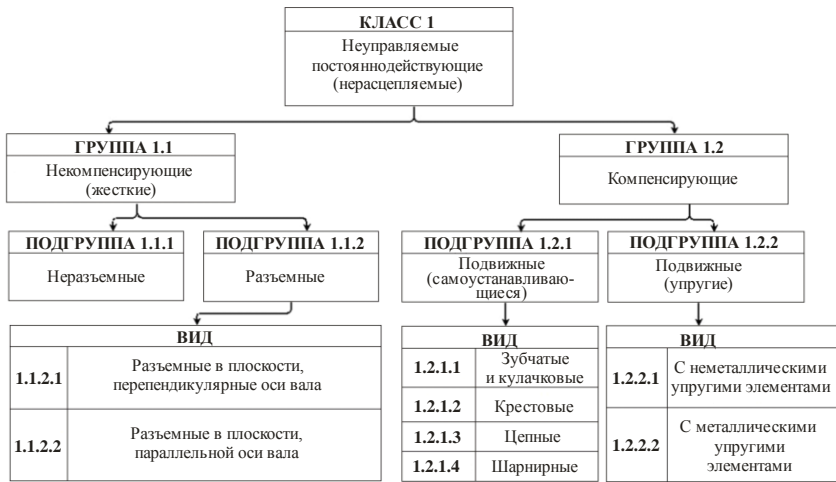 КЛАСС 1
Неуправляемые
постояннодействующие
(нерасцепляемые)
ГРУППА 1.1
Некомпенсирующие
(жесткие)
ГРУППА 1.2
Компенсирующие
ПОДГРУППА 1.1.1
Неразъемные
ПОДГРУППА 1.1.2
Разъемные
ПОДГРУППА 1.2.1
Подвижные
(самоустанавливаю-
щиеся)
ПОДГРУППА 1.2.2
Подвижные
(упругие)
ВИД
1.1.2.1
Разъемные в плоскости,
перепендикулярные оси вала
1.1.2.2
Разъемные в плоскости,
параллельной оси вала
ВИД
1.2.1.1
Зубчатые
и кулачковые
1.2.1.2
Крестовые
1.2.1.3
Цепные
1.2.1.4
Шарнирные
ВИД
1.2.2.1
С неметаллическими
упругими элементами
1.2.2.2
С металлическими
упругими
элементами